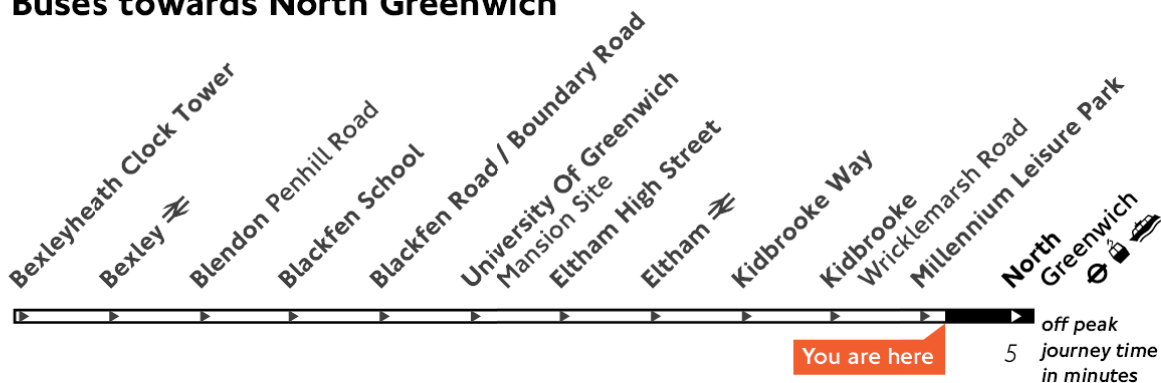 Buses towards North Greenwich
Bexleyheath Clock Tower
Bexley
Blendon Penhill Road
Blackfen School
Blackfen Road / Boundary Road
University Of Greenwich
Mansion Site
Eltham High Street
Eltham
Kidbrooke Way
Kidbrooke
Wricklemarsh Road
Millennium Leisure Park
North
Greenwich
You are here
5
off peak
journey time
in minutes